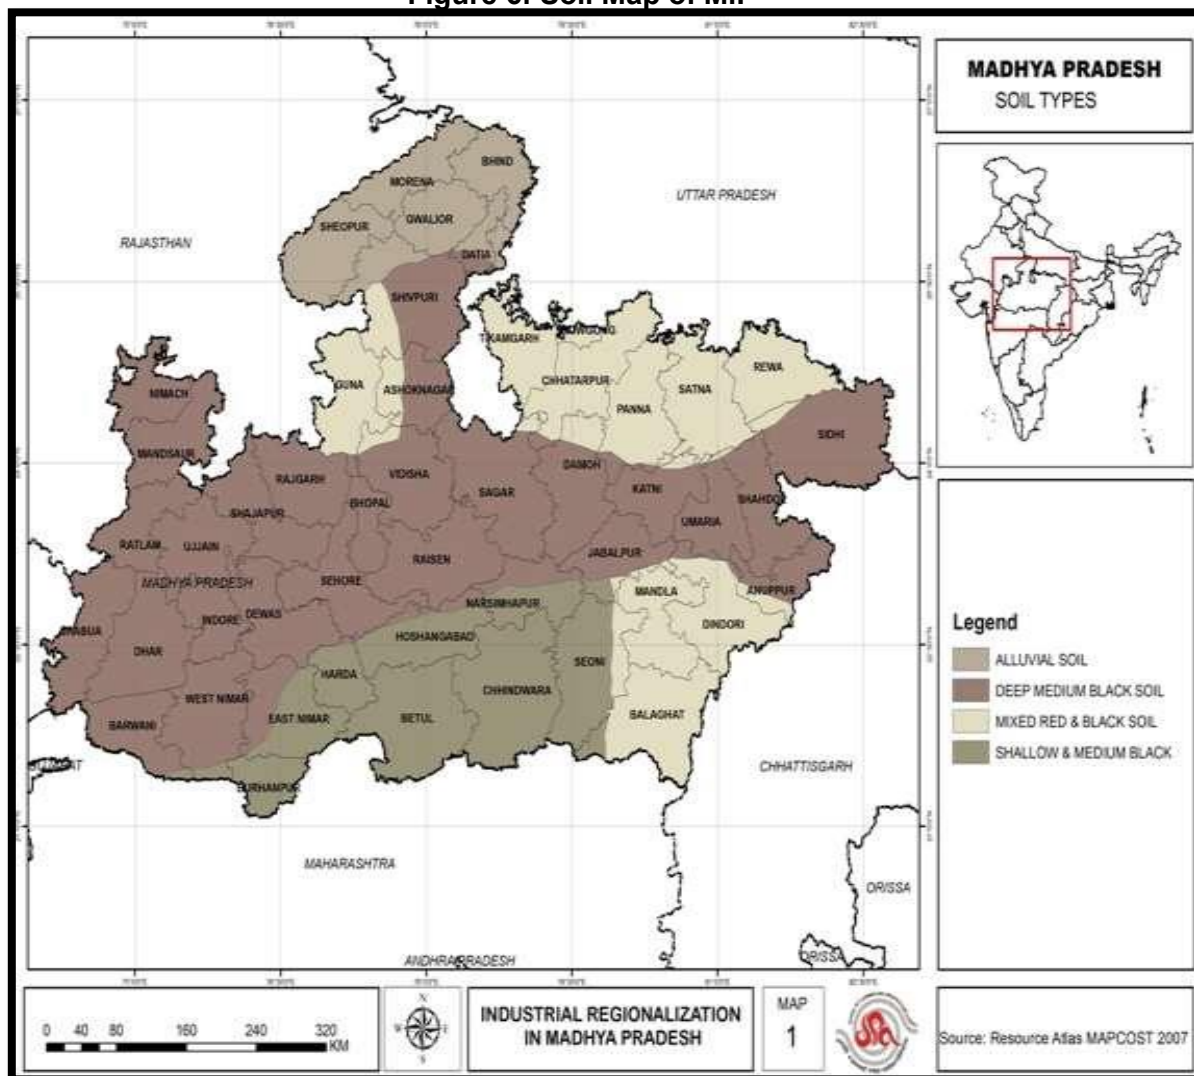 MADHYA PRADESH
SOIL TYPES
BHIND
MORENA
GWALIOR
SHEOPUR
DATIA
UTTAR PRADESH
RAJASTHAN
SHIVPURI
TIKAMGARH
REWA
GUNA
ASHOKNAGAR
CHHATARPUR
SATNA
PANNA
NIMACH
MANDSAUR
SIDHI
RAJGARH
VIDISHA
DAMOH
BHOPAL
SAGAR
KATNI
SHAJAPUR
UMARIA
RATLAM
UJJAIN
RAISEN
JABALPUR
MADHYA PRADESH
SEHORE
MANDLA
ANUPPUR
NARSIMHAPUR
INDORE
DEWAS
DINDORI
HOSHANGABAD
DHAR
SEONI
HARDA
CHHINDWARA
WEST NIMAR
EAST NIMAR
BETUL
BALAGHAT
BARWANI
CHHATTISGARH
MAHARASHTRA
ORISSA
ORISSA
ANDHRA PRADESH
Legend
ALLUVIAL SOIL
DEEP MEDIUM BLACK SOIL
MIXED RED & BLACK SOIL
SHALLOW & MEDIUM BLACK
0 40 80 160 240 320
KM
N
W E
S
INDUSTRIAL REGIONALIZATION
IN MADHYA PRADESH
MAP
1
Source: Resource Atlas MAPCOST 2007